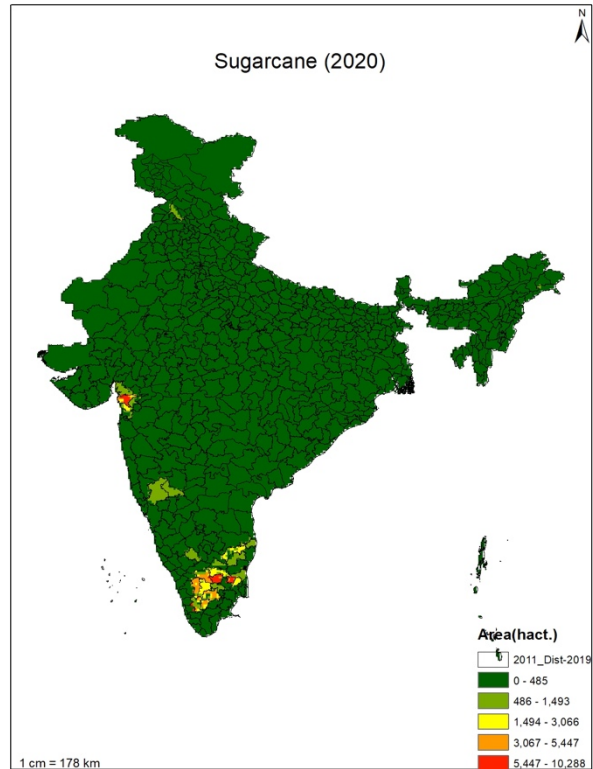 N
Sugarcane (2020)
Area(hact.)
2011_Dist-2019
0 - 485
486 - 1,493
1,494 - 3,066
3,067 - 5,447
5,447 - 10,288
1 cm = 178 km